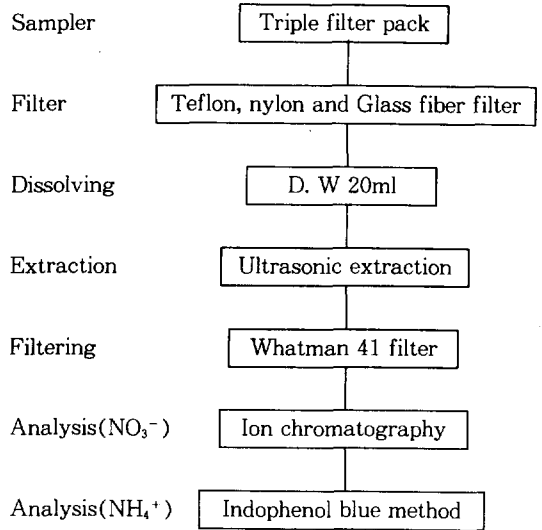 Sampler Triple filter pack
Filter Teflon, nylon and Glass fiber filter
Dissolving D. W 20ml
Extraction Ultrasonic extraction
Filtering Whatman 41 filter
Analysis(NO₃⁻) Ion chromatography
Analysis(NH₄⁺) Indophenol blue method